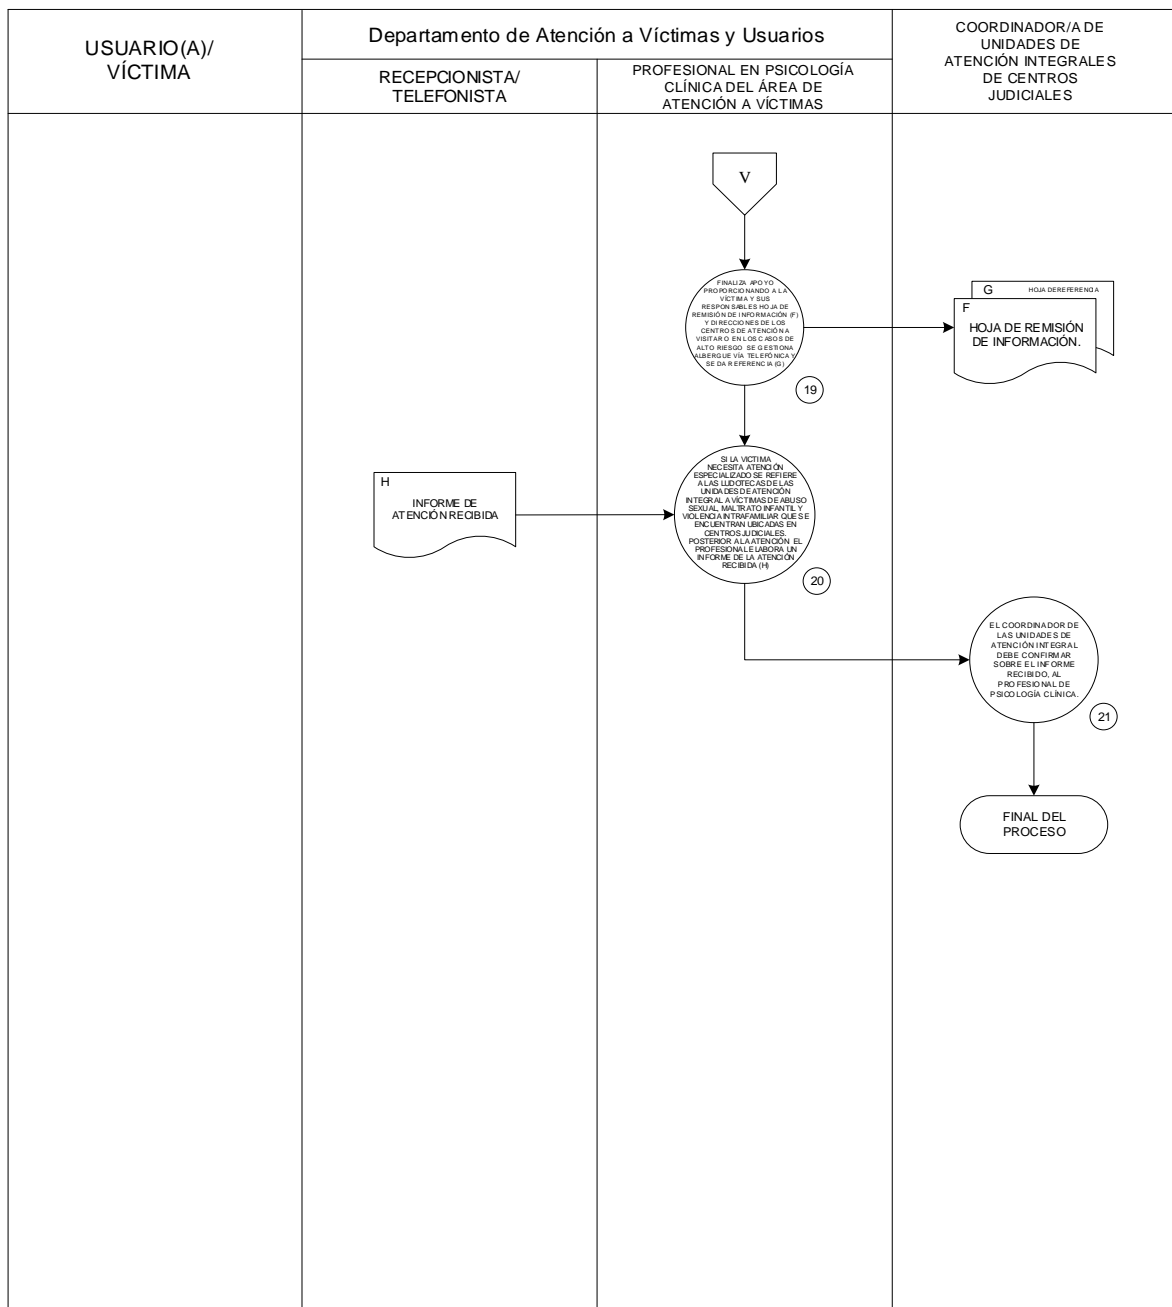 USUARIO(A)/
VÍCTIMA
Departamento de Atención a Víctimas y Usuarios
RECEPCIONISTA/
TELEFONISTA
PROFESIONAL EN PSICOLOGÍA
CLÍNICA DEL ÁREA DE
ATENCIÓN A VÍCTIMAS
COORDINADOR/A DE
UNIDADES DE
ATENCIÓN INTEGRALES
DE CENTROS
JUDICIALES
V
FINALIZA APOYO
PROPORCIONANDO A LA
VÍCTIMA Y SUS
RESPONSABLES HOJA DE
REMISIÓN DE INFORMACIÓN (F)
Y DIRECCIONES DE LOS
CENTROS DE ATENCIÓN A
VISITAR O EN LOS CASOS DE
ALTO RIESGO SE GESTIONA
ALBERGUE VÍA TELEFÓNICA Y
SE DA REFERENCIA (G)
19
G
HOJA DE REFERENCIA
F
HOJA DE REMISIÓN
DE INFORMACIÓN.
H
INFORME DE
ATENCIÓN RECIBIDA
SI LA VICTIMA
NECESITA ATENCIÓN
ESPECIALIZADO SE REFIERE
A LAS LUDOTECAS DE LAS
UNIDADES DE ATENCIÓN
INTEGRAL A VÍCTIMAS DE ABUSO
SEXUAL, MALTRATO INFANTIL Y
VIOLENCIA INTRAFAMILIAR QUE SE
ENCUENTRAN UBICADAS EN
CENTROS JUDICIALES.
POSTERIOR A LA ATENCIÓN EL
PROFESIONAL ELABORA UN
INFORME DE LA ATENCIÓN
RECIBIDA (H)
20
EL COORDINADOR DE
LAS UNIDADES DE
ATENCIÓN INTEGRAL
DEBE CONFIRMAR
SOBRE EL INFORME
RECIBIDO, AL
PROFESIONAL DE
PSICOLOGÍA CLÍNICA.
21
FINAL DEL
PROCESO